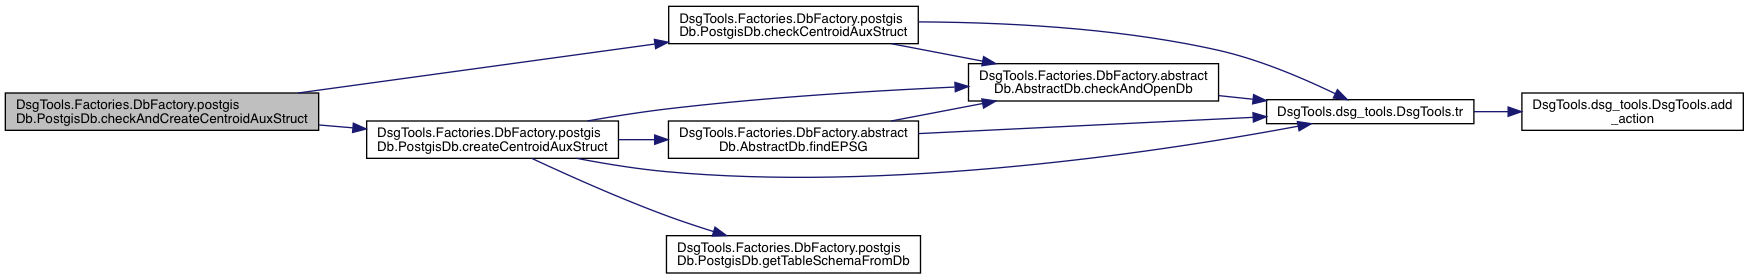 DsgTools.Factories.DbFactory.postgis
Db.PostgisDb.checkAndCreateCentroidAuxStruct
DsgTools.Factories.DbFactory.postgis
Db.PostgisDb.checkCentroidAuxStruct
DsgTools.Factories.DbFactory.postgis
Db.PostgisDb.createCentroidAuxStruct
DsgTools.Factories.DbFactory.abstract
Db.AbstractDb.checkAndOpenDb
DsgTools.Factories.DbFactory.abstract
Db.AbstractDb.findEPSG
DsgTools.Factories.DbFactory.postgis
Db.PostgisDb.getTableSchemaFromDb
DsgTools.dsg_tools.DsgTools.tr
DsgTools.dsg_tools.DsgTools.add
_action